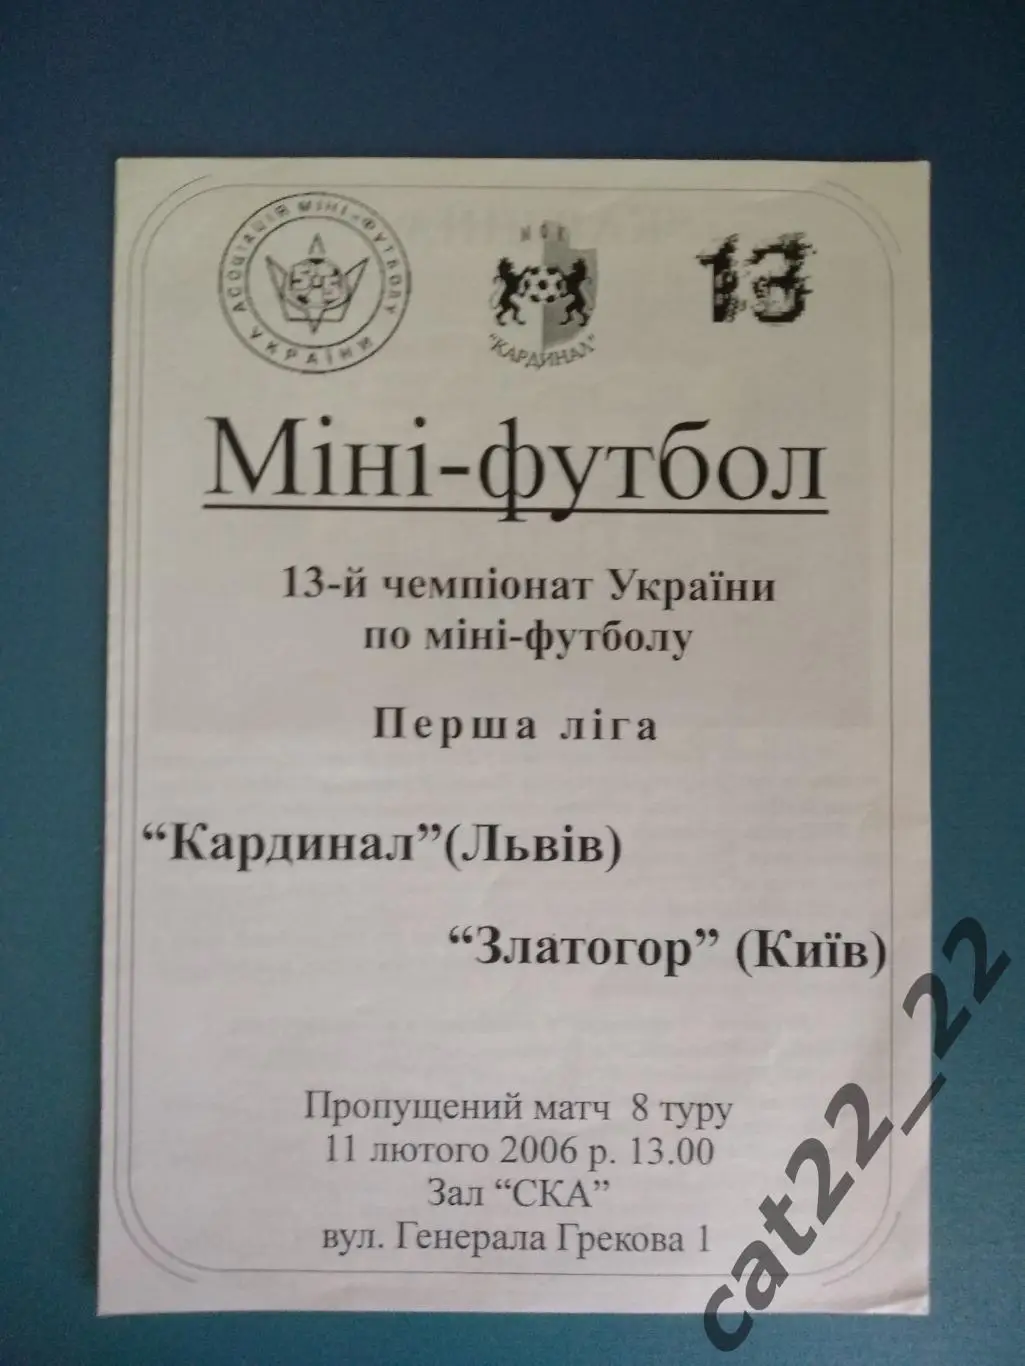 АСОЦІАЦІЯ МІНІ-ФУТБОЛУ
УКРАЇНИ
МФК
"КАРДИНАЛ"
13
Міні-футбол
13-й чемпіонат України
по міні-футболу
Перша ліга
“Кардинал”(Львів)
“Златогор” (Київ)
Пропущений матч 8 туру
11 лютого 2006 р. 13.00
Зал “СКА”
вул. Генерала Грекова 1
cat22_22